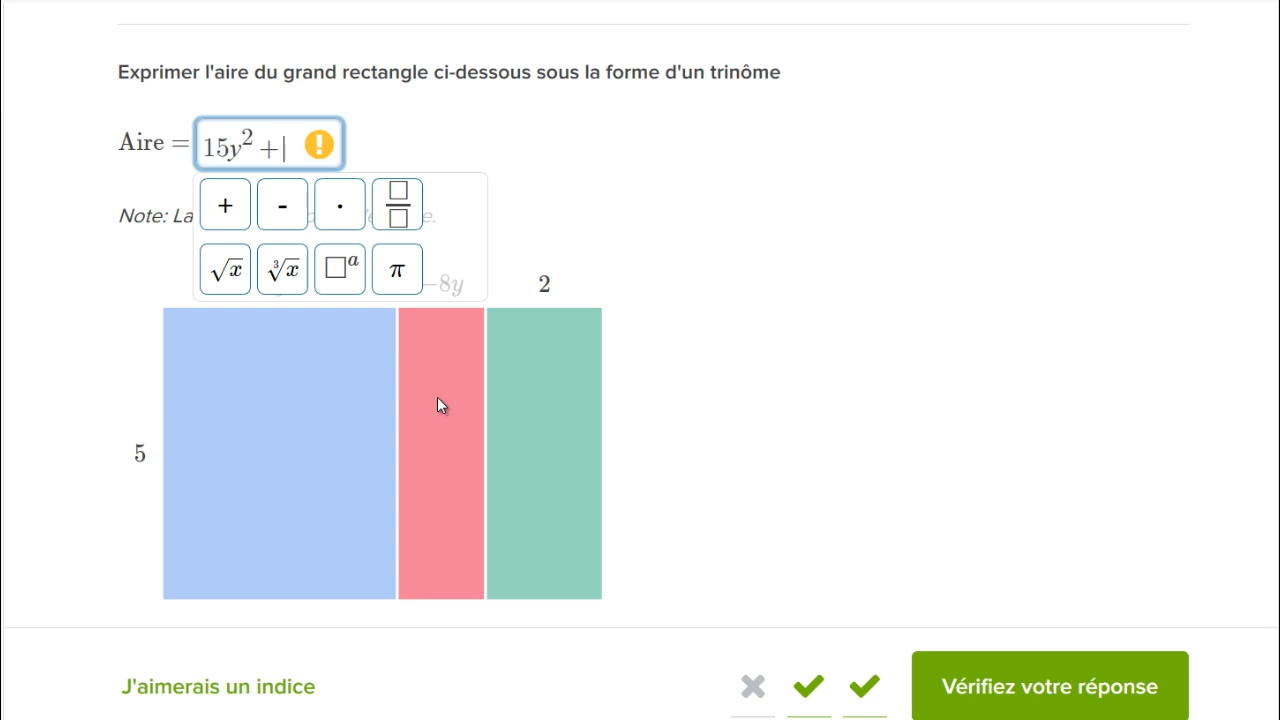 Exprimer l'aire du grand rectangle ci-dessous sous la forme d'un trinôme
Aire = 15y² +
+ - · □/□
Note: La
e.
√x ∛x □ᵃ π
−8y 2
5
J'aimerais un indice
Vérifiez votre réponse